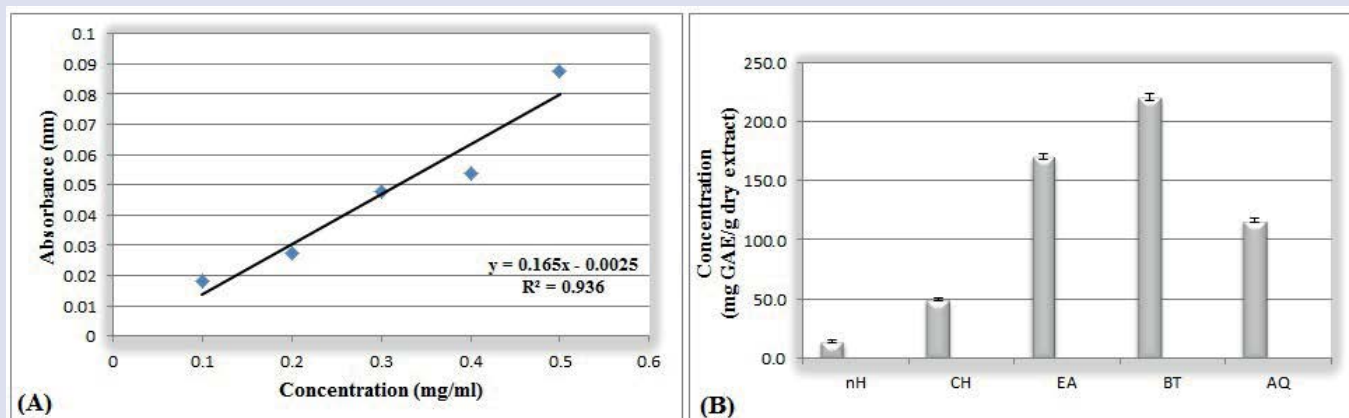 0.1
0.09
0.08
0.07
0.06
0.05
0.04
0.03
0.02
0.01
0
Absorbance (nm)
y = 0.165x - 0.0025
R² = 0.936
0 0.1 0.2 0.3 0.4 0.5 0.6
Concentration (mg/ml)
(A)
250.0
200.0
150.0
100.0
50.0
0.0
Concentration
(mg GAE/g dry extract)
nH CH EA BT AQ
(B)